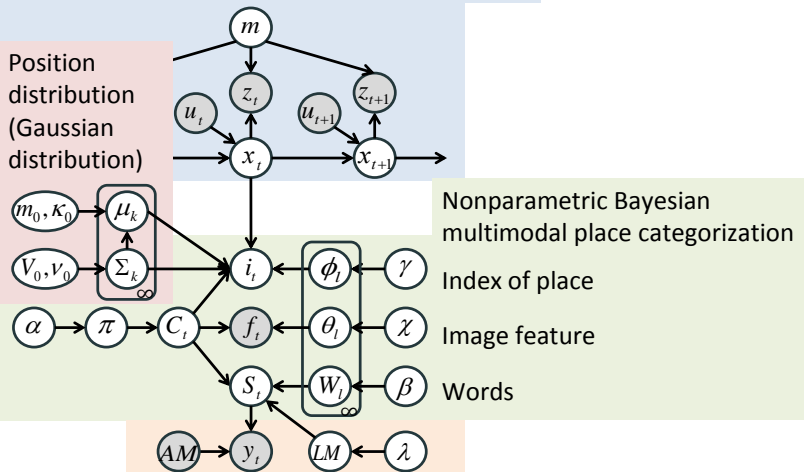 m
Position
distribution
(Gaussian
distribution)
z_t
z_{t+1}
u_t
u_{t+1}
x_t
x_{t+1}
m_0, κ_0
μ_k
V_0, ν_0
Σ_k
∞
Nonparametric Bayesian
multimodal place categorization
i_t
ϕ_l
γ
Index of place
α
π
C_t
f_t
θ_l
χ
Image feature
S_t
W_l
β
Words
∞
AM
y_t
LM
λ